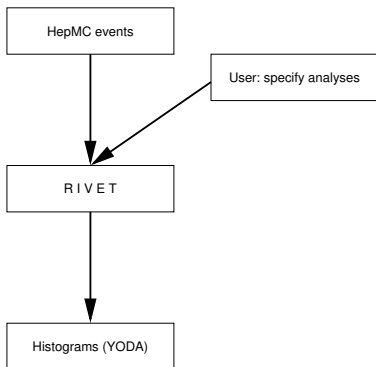 HepMC events
User: specify analyses
R I V E T
Histograms (YODA)